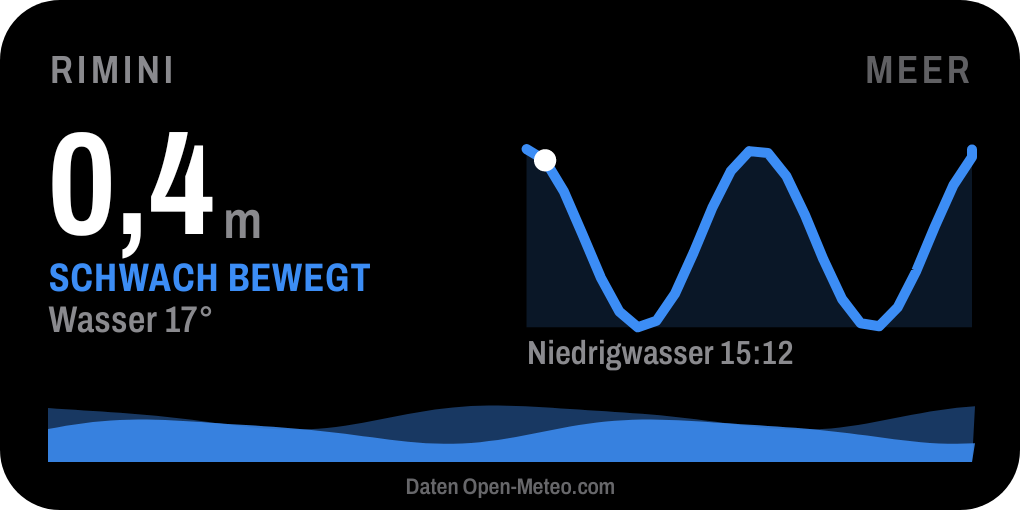 RIMINI
MEER
0,4 m
SCHWACH BEWEGT
Wasser 17°
Niedrigwasser 15:12
Daten Open-Meteo.com